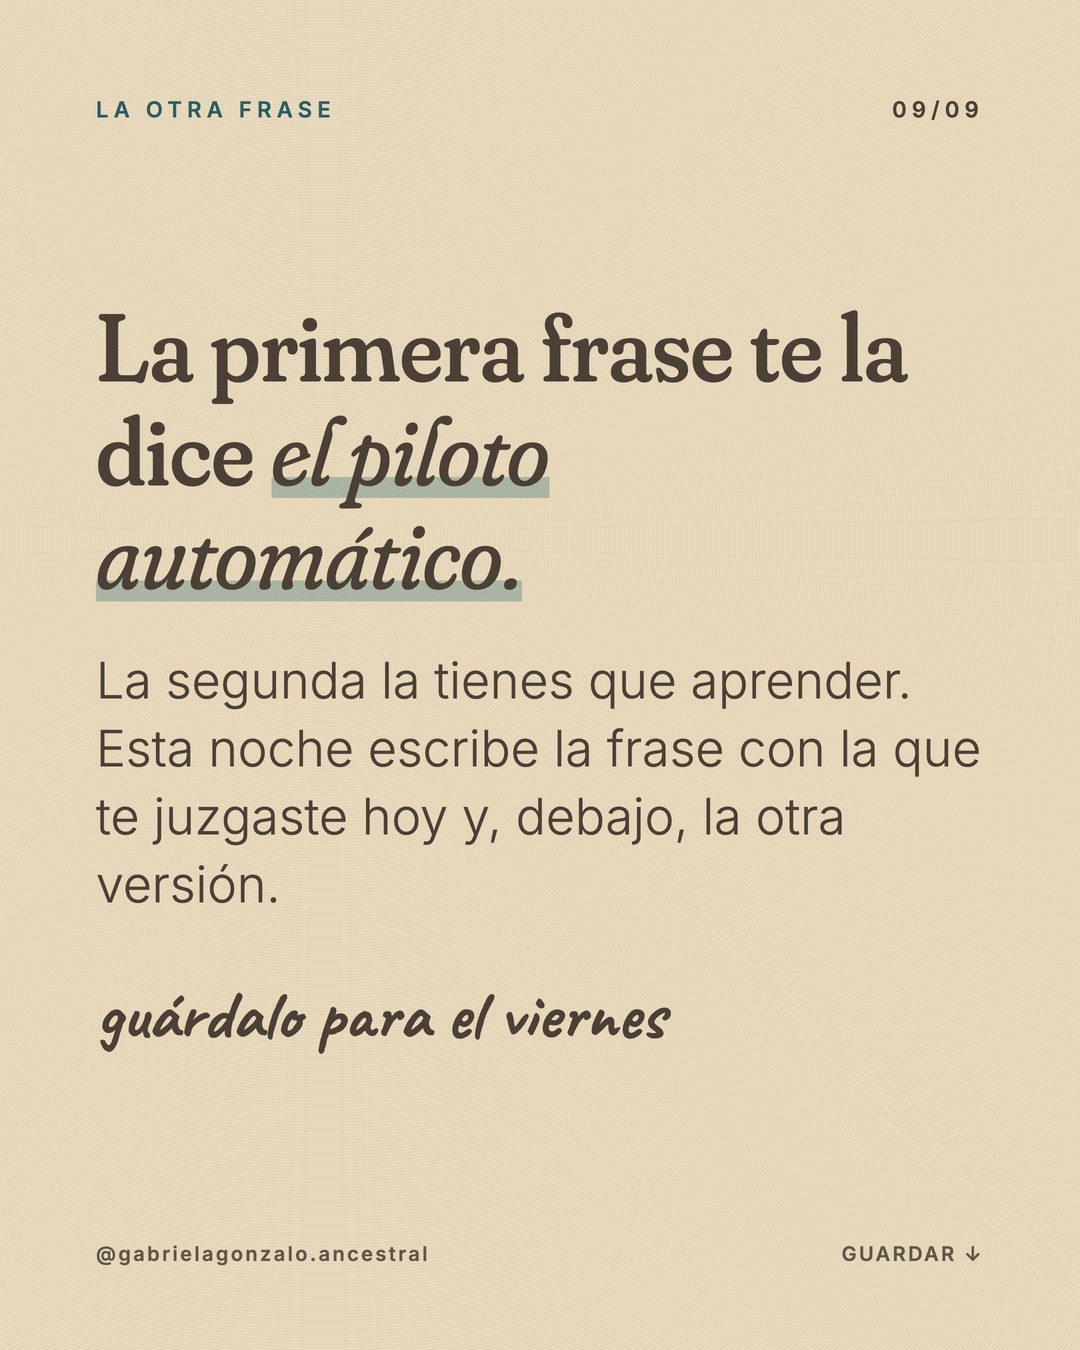 LA OTRA FRASE
09/09
La primera frase te la
dice el piloto
automático.
La segunda la tienes que aprender.
Esta noche escribe la frase con la que
te juzgaste hoy y, debajo, la otra
versión.
guárdalo para el viernes
@gabrielagonzalo.ancestral
GUARDAR ↓